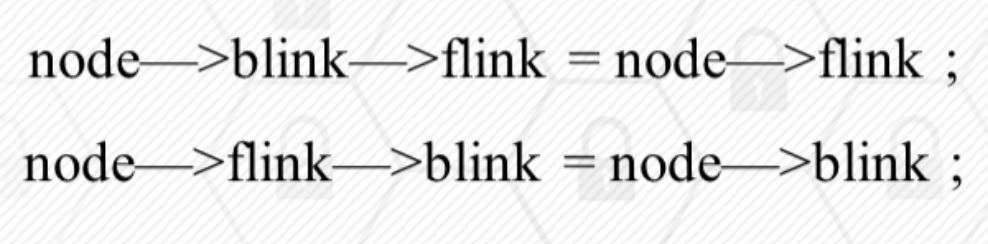 node—>blink—>flink = node—>flink ;
node—>flink—>blink = node—>blink ;